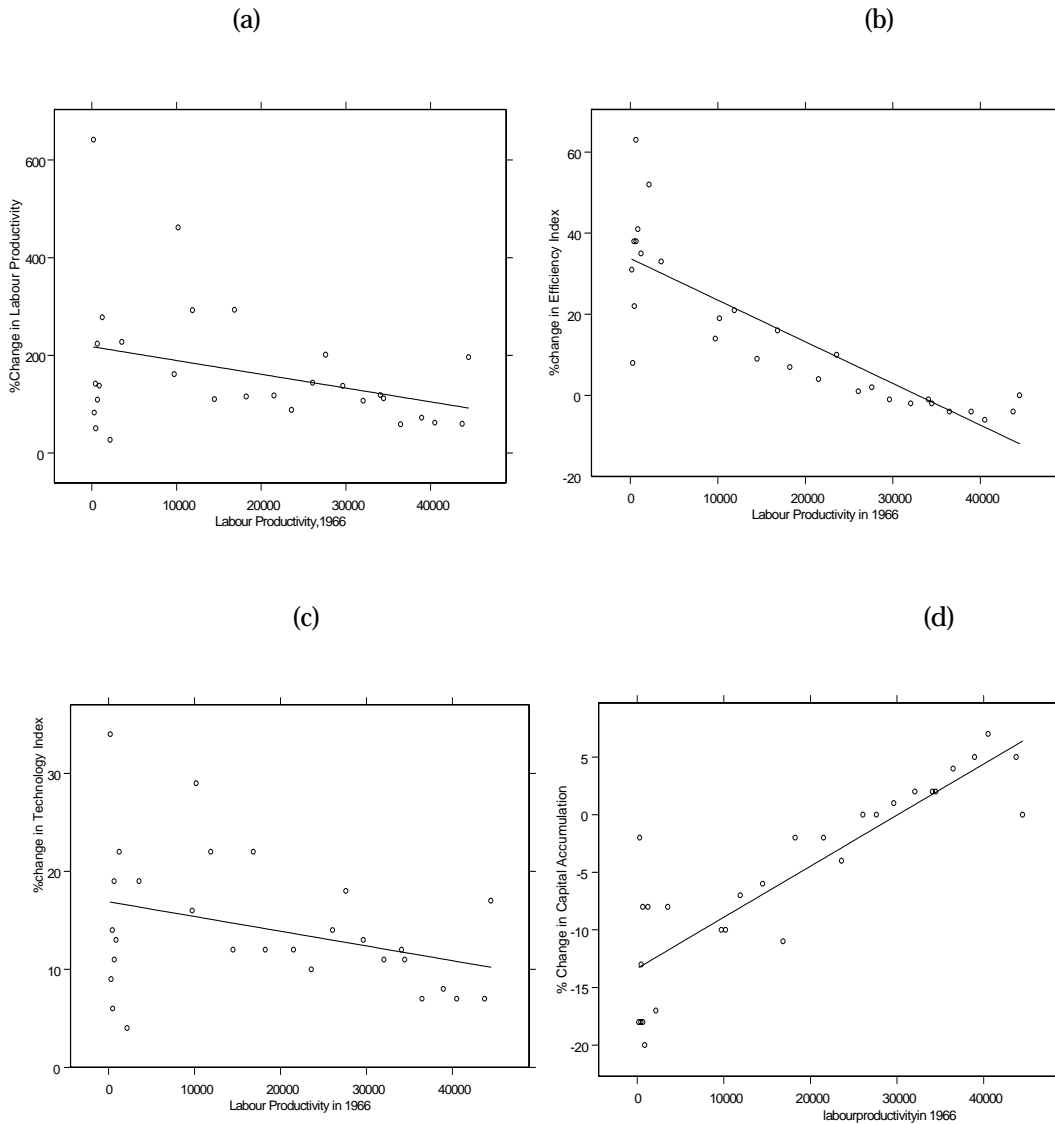 (a)
(b)
%Change in Labour Productivity
600
400
200
0
0 10000 20000 30000 40000
Labour Productivity,1966
%change in Efficiency Index
60
40
20
0
-20
0 10000 20000 30000 40000
Labour Productivity in 1966
(c)
(d)
%change in Technology Index
30
20
10
0
0 10000 20000 30000 40000
Labour Productivity in 1966
% Change in Capital Accumulation
5
0
-5
-10
-15
-20
0 10000 20000 30000 40000
labourproductivityin 1966